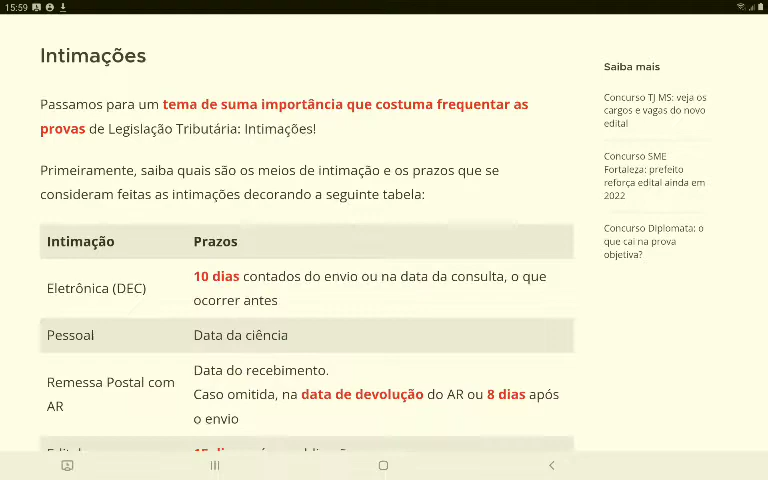 15:59
Intimações
Passamos para um tema de suma importância que costuma frequentar as
provas de Legislação Tributária: Intimações!
Primeiramente, saiba quais são os meios de intimação e os prazos que se
consideram feitas as intimações decorando a seguinte tabela:
Intimação Prazos
Eletrônica (DEC) 10 dias contados do envio ou na data da consulta, o que
ocorrer antes
Pessoal Data da ciência
Remessa Postal com
AR
Data do recebimento.
Caso omitida, na data de devolução do AR ou 8 dias após
o envio
Saiba mais
Concurso TJ MS: veja os
cargos e vagas do novo
edital
Concurso SME
Fortaleza: prefeito
reforça edital ainda em
2022
Concurso Diplomata: o
que cai na prova
objetiva?